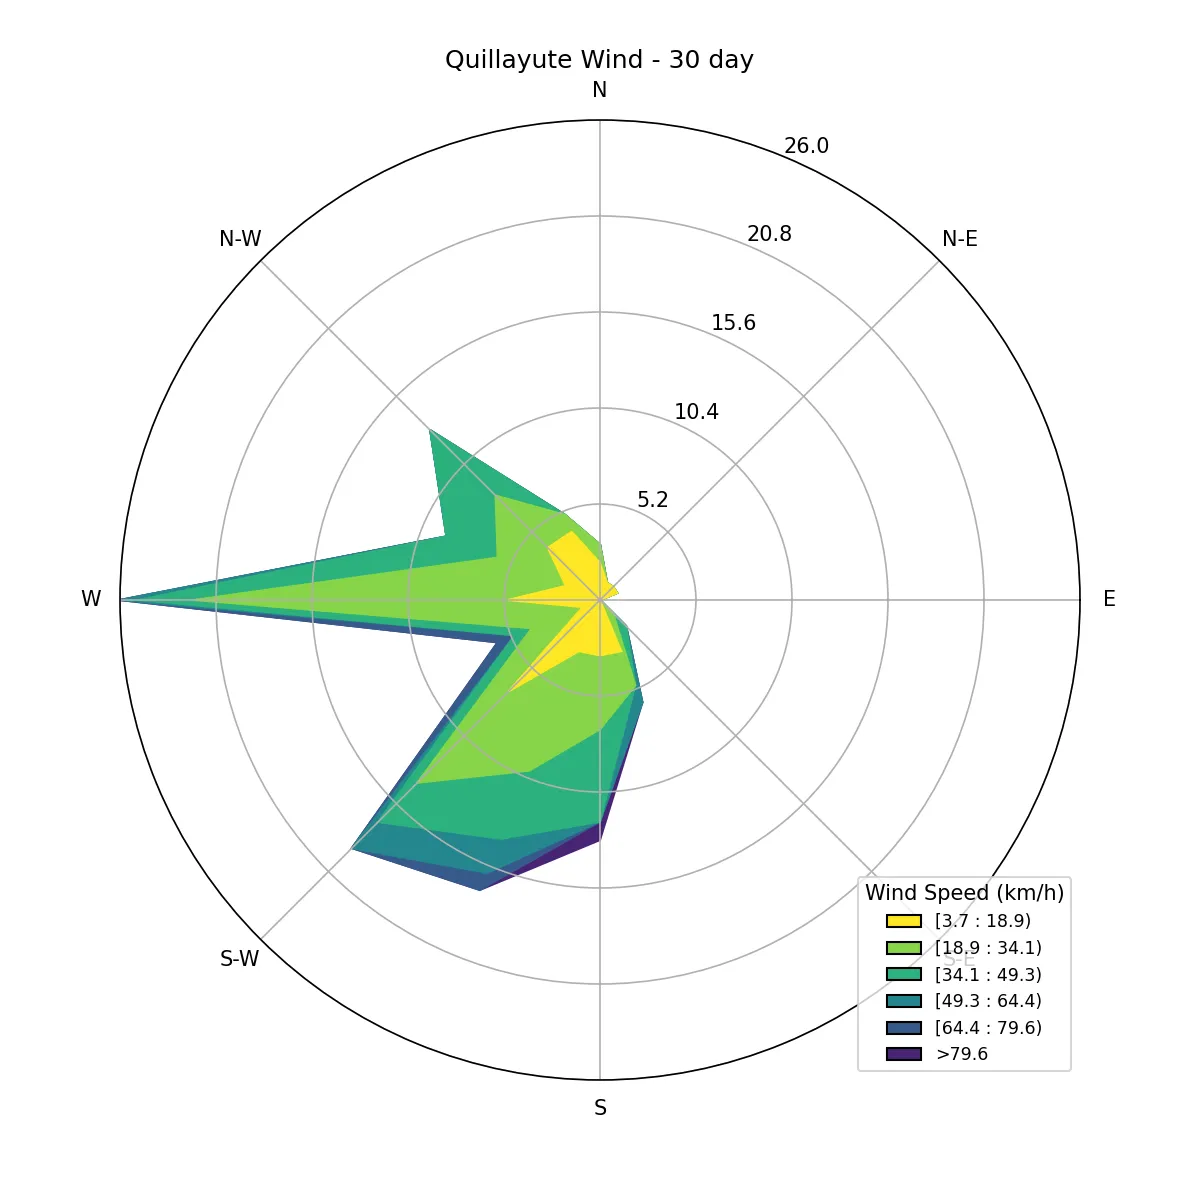 Quillayute Wind - 30 day
N
26.0
N-W
N-E
20.8
15.6
10.4
5.2
W
E
S-W
S-E
S
Wind Speed (km/h)
[3.7 : 18.9)
[18.9 : 34.1)
[34.1 : 49.3)
[49.3 : 64.4)
[64.4 : 79.6)
>79.6